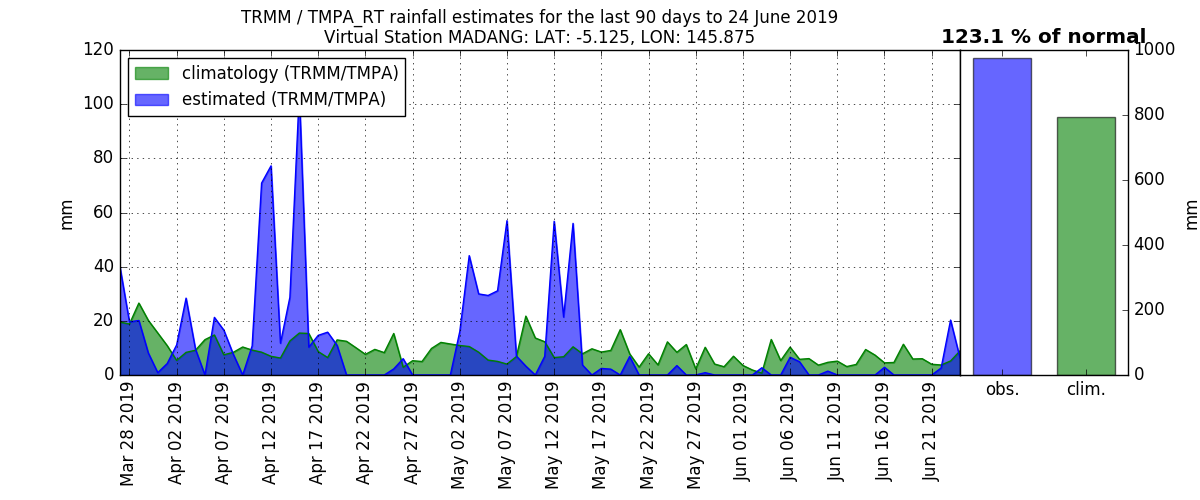 TRMM / TMPA_RT rainfall estimates for the last 90 days to 24 June 2019
Virtual Station MADANG: LAT: -5.125, LON: 145.875
123.1 % of normal
climatology (TRMM/TMPA)
estimated (TRMM/TMPA)
mm
120
100
80
60
40
20
0
Mar 28 2019
Apr 02 2019
Apr 07 2019
Apr 12 2019
Apr 17 2019
Apr 22 2019
Apr 27 2019
May 02 2019
May 07 2019
May 12 2019
May 17 2019
May 22 2019
May 27 2019
Jun 01 2019
Jun 06 2019
Jun 11 2019
Jun 16 2019
Jun 21 2019
obs.
clim.
1000
800
600
400
200
0
mm